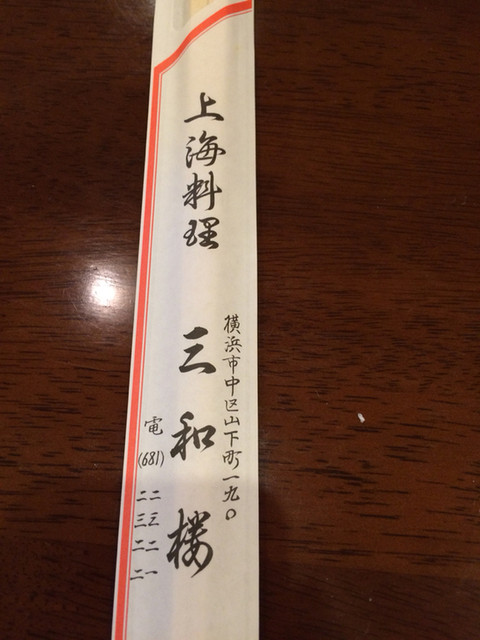 上海料理 三和楼
横浜市中区山下町一九〇
電(681)
二三二一
二三二二